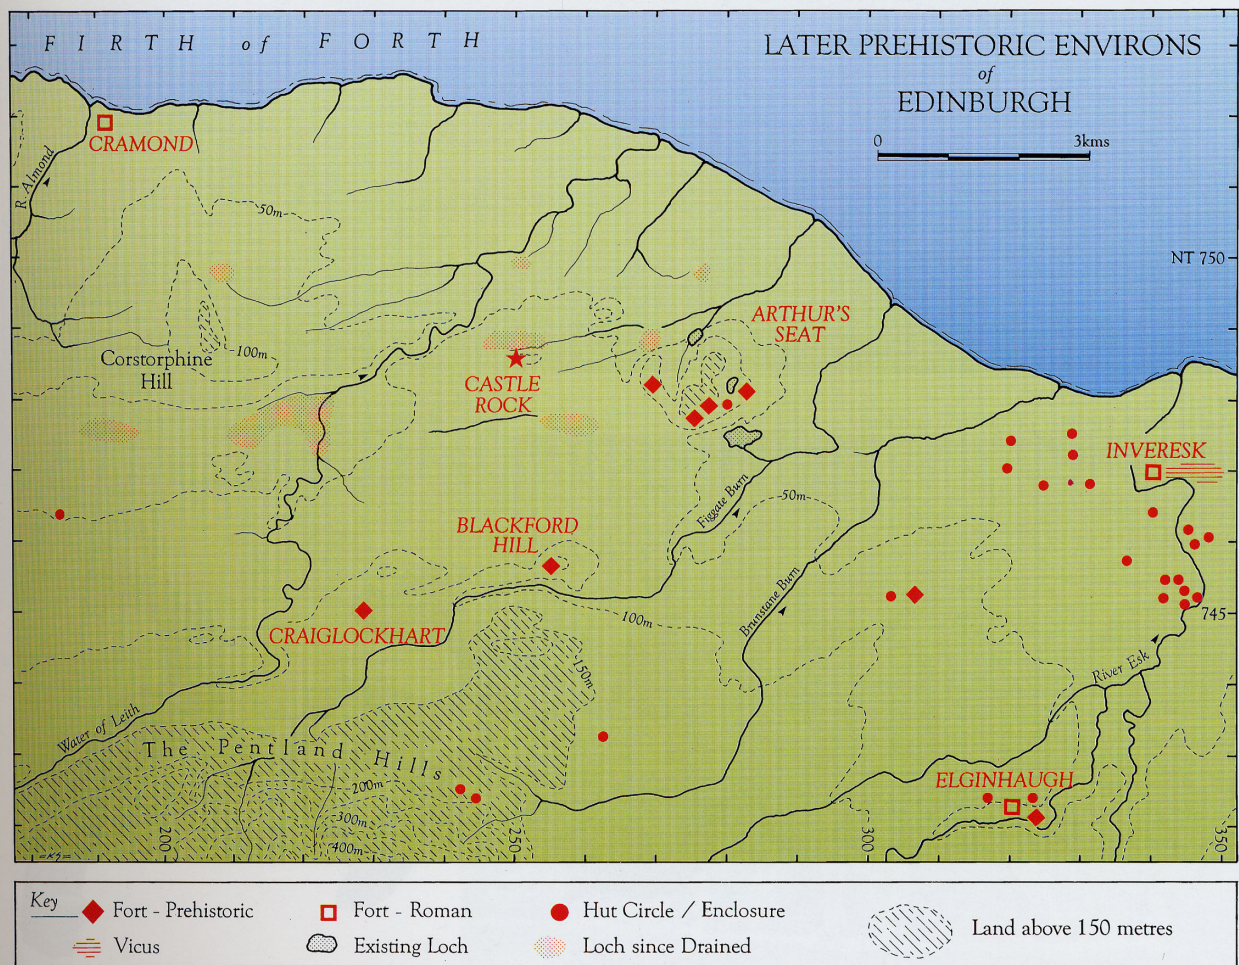 FIRTH of FORTH
LATER PREHISTORIC ENVIRONS
of
EDINBURGH
0 3kms
CRAMOND
R. Almond
50m
NT 750
ARTHUR'S
SEAT
100m
Corstorphine
Hill
CASTLE
ROCK
INVERESK
Figgate Burn
50m
BLACKFORD
HILL
Brunstane Burn
100m
745
CRAIGLOCKHART
River Esk
150m
Water of Leith
The Pentland Hills
200m
ELGINHAUGH
300m
400m
200
250
300
350
Key
Fort - Prehistoric
Fort - Roman
Hut Circle / Enclosure
Land above 150 metres
Vicus
Existing Loch
Loch since Drained